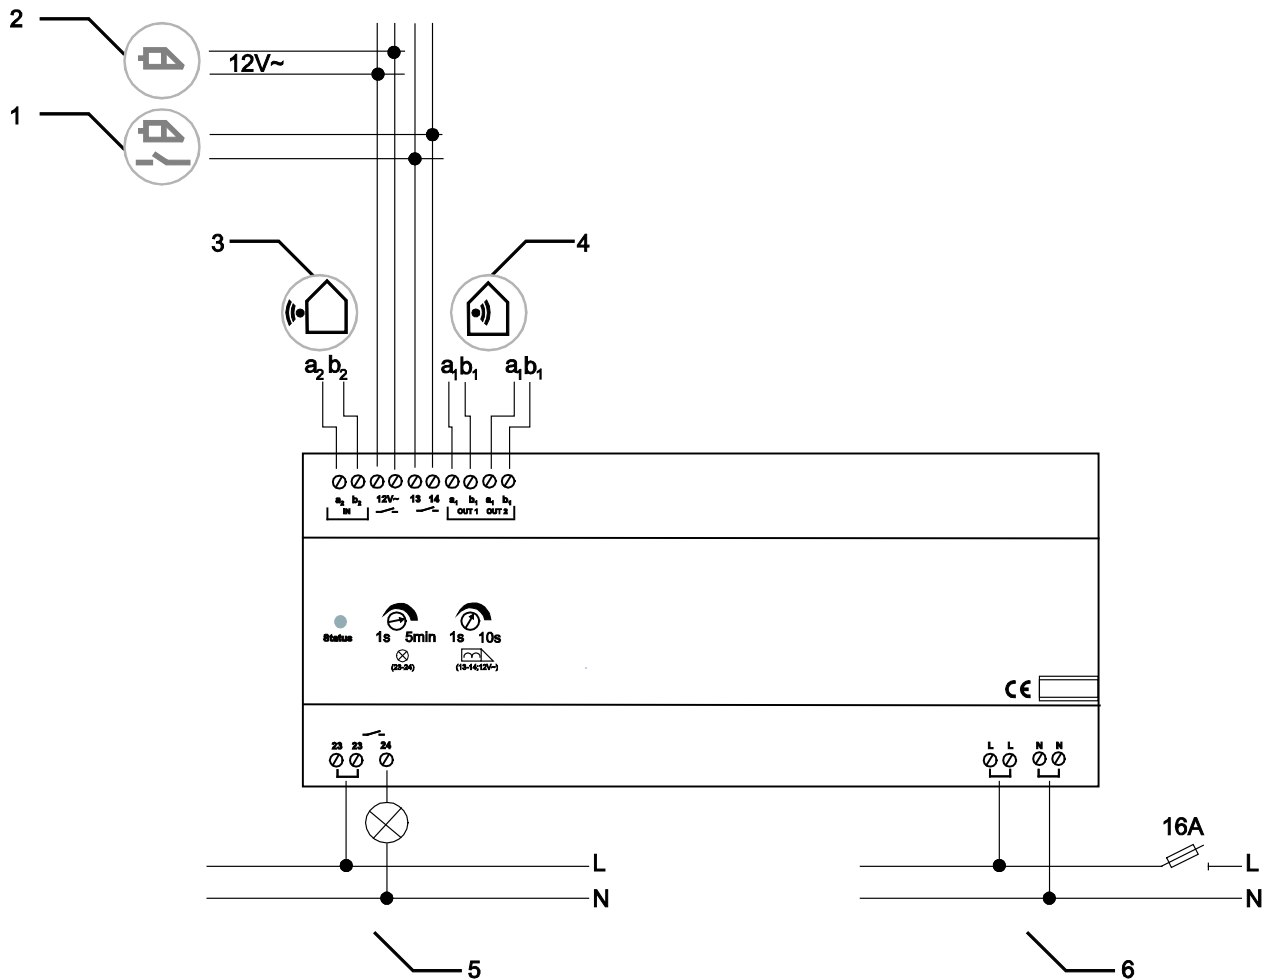 2
12V~
1
3
4
a2 b2
a1 b1
a1 b1
a2 b2 12V~ 13 14 a1 b1 a1 b1
IN OUT 1 OUT 2
Status
1s 5min
1s 10s
(23-24)
(13-14;12V~)
CE
23 23 24
L L N N
16A
L
N
L
N
5
6